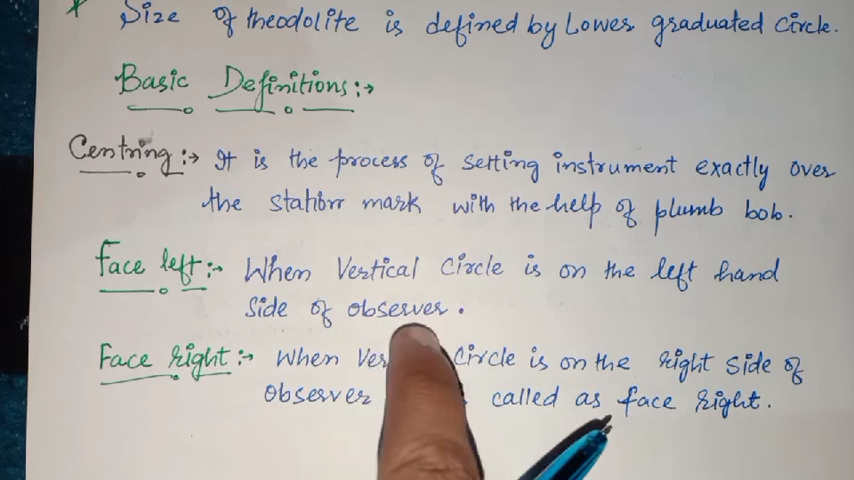 * Size of theodolite is defined by Lower graduated circle.
Basic Definitions:→
Centring:→ It is the process of setting instrument exactly over
the station mark with the help of plumb bob.
Face left:- When Vertical Circle is on the left hand
Side of observer.
Face right:- When Circle is on the right side of
observer called as face right.